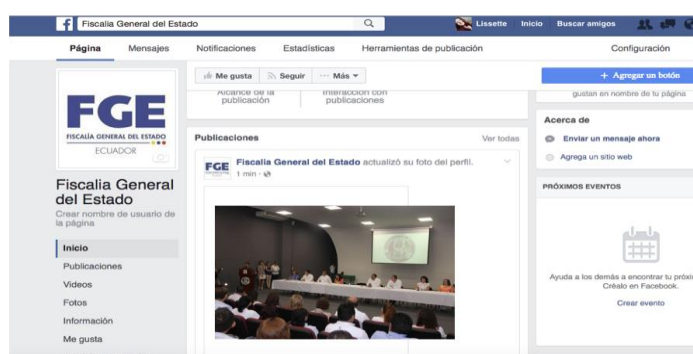 Fiscalia General del Estado
Lissette Inicio Buscar amigos
Página Mensajes Notificaciones Estadísticas Herramientas de publicación Configuración
Me gusta Seguir ··· Más
+ Agregar un botón
FGE
FISCALÍA GENERAL DEL ESTADO
ECUADOR
Fiscalia General
del Estado
Crear nombre de usuario de
la página
Inicio
Publicaciones
Videos
Fotos
Información
Me gusta
Alcance de la
publicación
Interacción con
publicaciones
Publicaciones Ver todas
FGE
Fiscalia General del Estado actualizó su foto del perfil.
1 min ·
gustan en nombre de tu página
Acerca de
Enviar un mensaje ahora
Agrega un sitio web
PRÓXIMOS EVENTOS
Ayuda a los demás a encontrar tu próxi
Créalo en Facebook.
Crear evento